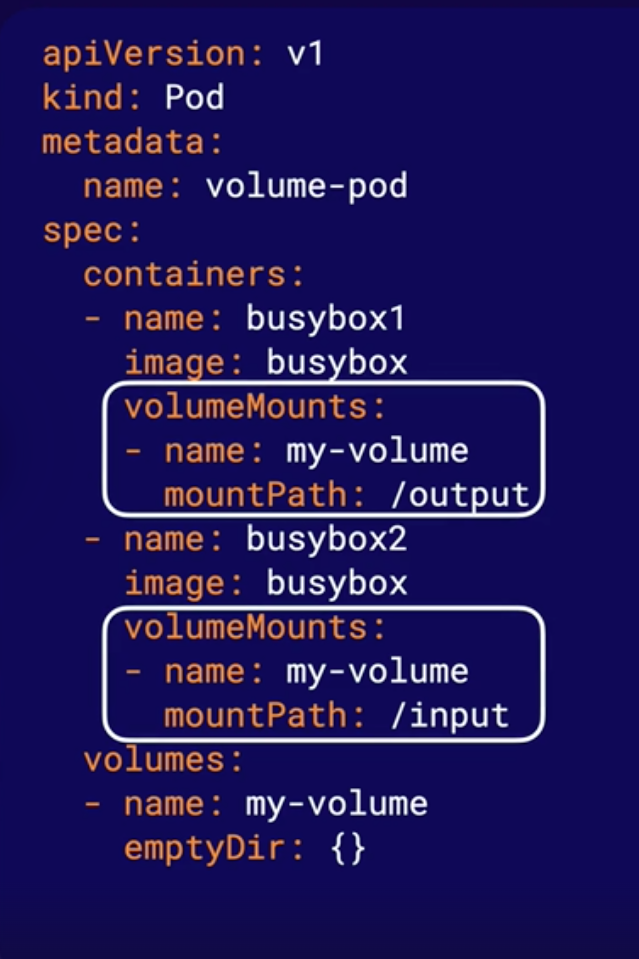 apiVersion: v1
kind: Pod
metadata:
  name: volume-pod
spec:
  containers:
  - name: busybox1
    image: busybox
    volumeMounts:
    - name: my-volume
      mountPath: /output
  - name: busybox2
    image: busybox
    volumeMounts:
    - name: my-volume
      mountPath: /input
  volumes:
  - name: my-volume
    emptyDir: {}